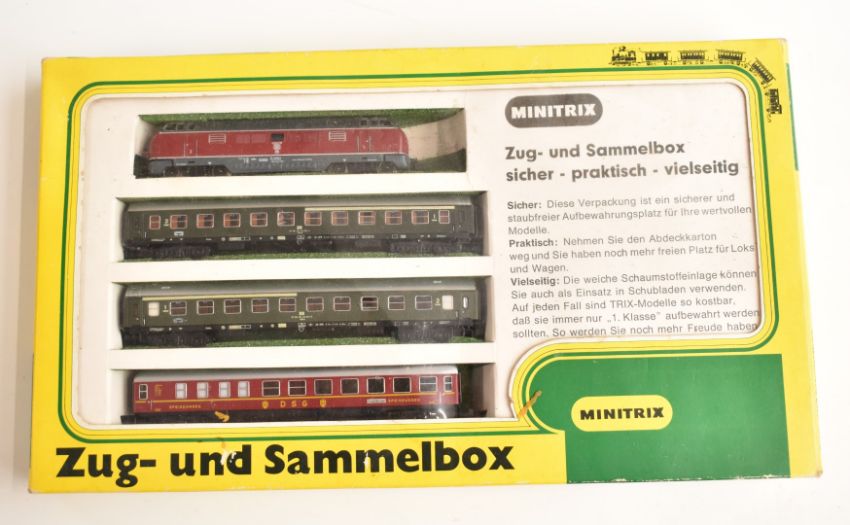 MINITRIX
Zug- und Sammelbox
sicher - praktisch - vielseitig
Sicher: Diese Verpackung ist ein sicherer und
staubfreier Aufbewahrungsplatz für Ihre wertvollen
Modelle.
Praktisch: Nehmen Sie den Abdeckkarton
weg und Sie haben noch mehr freien Platz für Loks
und Wagen.
Vielseitig: Die weiche Schaumstoffeinlage können
Sie auch als Einsatz in Schubladen verwenden.
Auf jeden Fall sind TRIX-Modelle so kostbar,
daß sie immer nur „1. Klasse" aufbewahrt werden
sollten. So werden Sie noch mehr Freude haben
SPEISEWAGEN DSG SPEISEWAGEN
MINITRIX
Zug- und Sammelbox